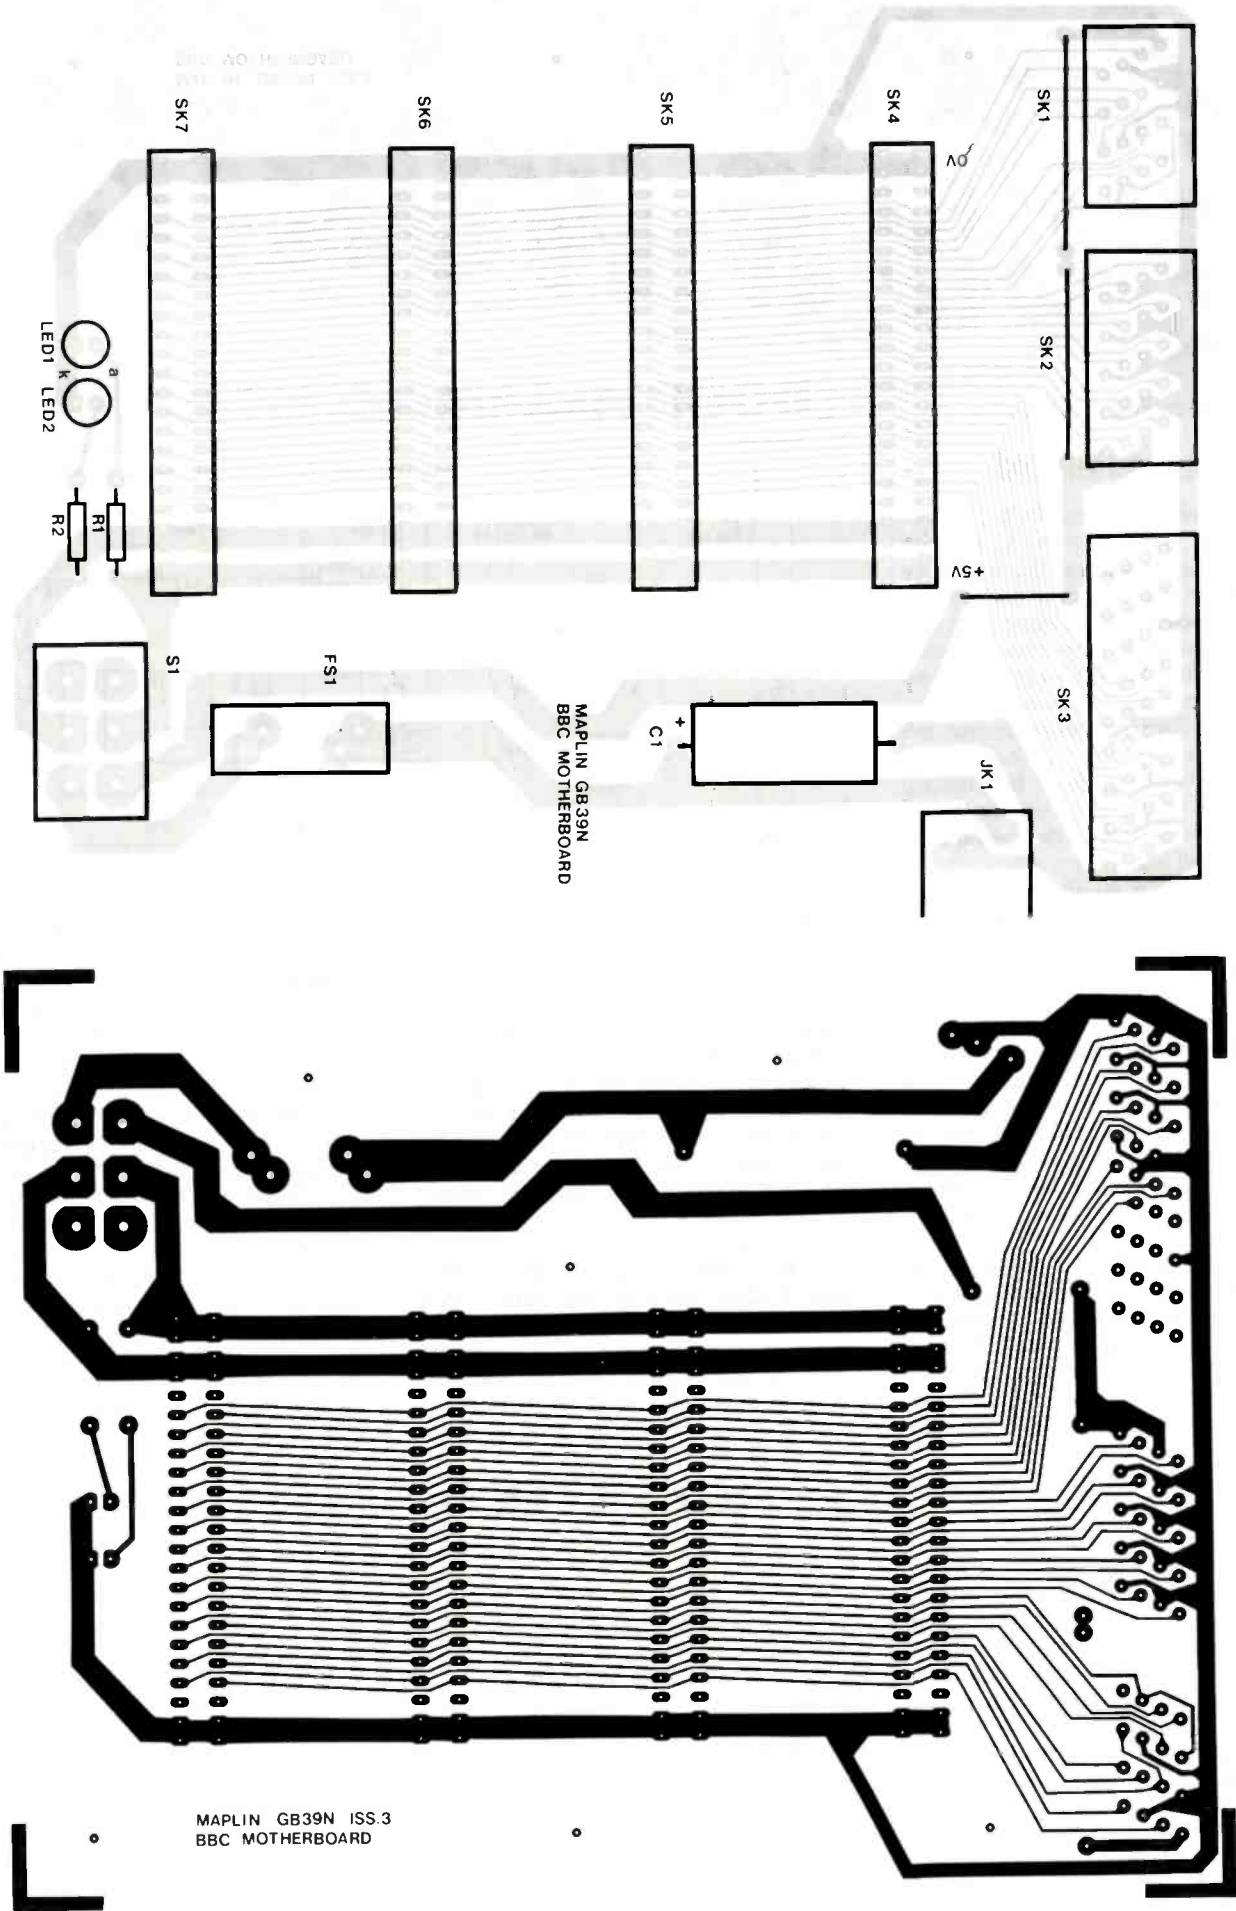 SK7
SK6
SK5
SK4
SK1
0V
SK2
LED1
a
k
LED2
R2
R1
+5V
SK3
S1
FS1
MAPLIN GB39N
BBC MOTHERBOARD
+
C1
JK1
MAPLIN GB39N ISS.3
BBC MOTHERBOARD